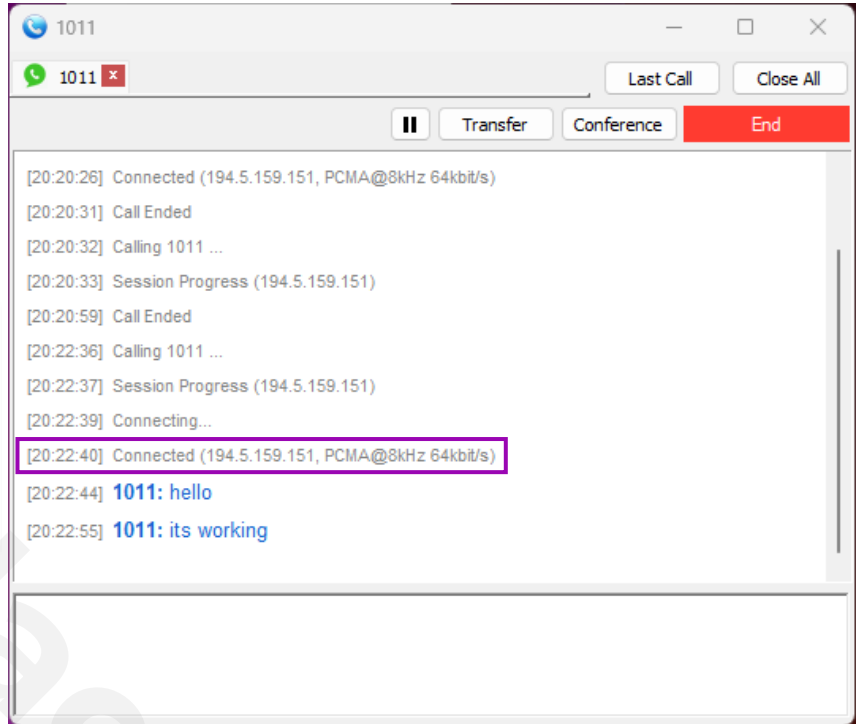 1011
1011 x Last Call Close All
Transfer Conference End
[20:20:26] Connected (194.5.159.151, PCMA@8kHz 64kbit/s)
[20:20:31] Call Ended
[20:20:32] Calling 1011 ...
[20:20:33] Session Progress (194.5.159.151)
[20:20:59] Call Ended
[20:22:36] Calling 1011 ...
[20:22:37] Session Progress (194.5.159.151)
[20:22:39] Connecting...
[20:22:40] Connected (194.5.159.151, PCMA@8kHz 64kbit/s)
[20:22:44] 1011: hello
[20:22:55] 1011: its working